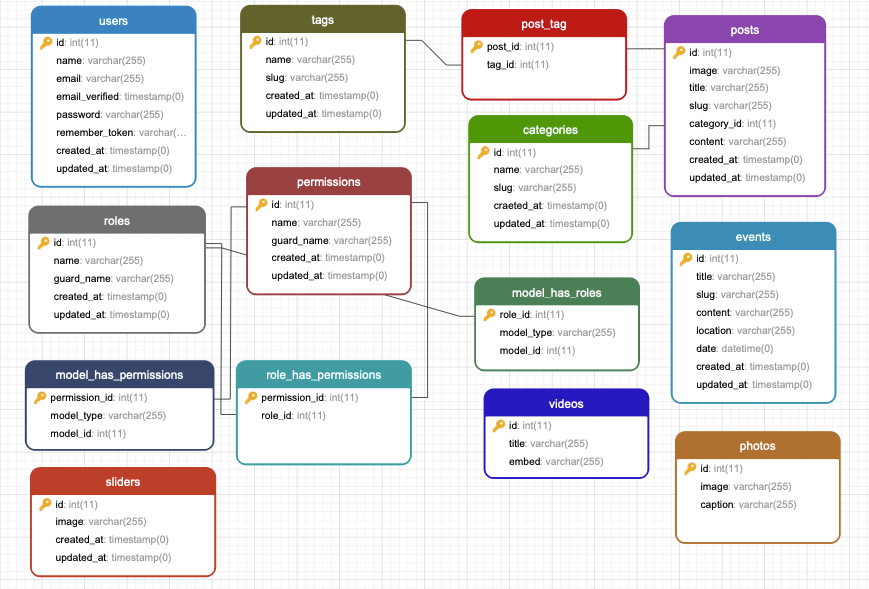 users
id: int(11)
name: varchar(255)
email: varchar(255)
email_verified: timestamp(0)
password: varchar(255)
remember_token: varchar(...
created_at: timestamp(0)
updated_at: timestamp(0)
tags
id: int(11)
name: varchar(255)
slug: varchar(255)
created_at: timestamp(0)
updated_at: timestamp(0)
post_tag
post_id: int(11)
tag_id: int(11)
posts
id: int(11)
image: varchar(255)
title: varchar(255)
slug: varchar(255)
category_id: int(11)
content: varchar(255)
created_at: timestamp(0)
updated_at: timestamp(0)
categories
id: int(11)
name: varchar(255)
slug: varchar(255)
craeted_at: timestamp(0)
updated_at: timestamp(0)
permissions
id: int(11)
name: varchar(255)
guard_name: varchar(255)
created_at: timestamp(0)
updated_at: timestamp(0)
roles
id: int(11)
name: varchar(255)
guard_name: varchar(255)
created_at: timestamp(0)
updated_at: timestamp(0)
events
id: int(11)
title: varchar(255)
slug: varchar(255)
content: varchar(255)
location: varchar(255)
date: datetime(0)
created_at: timestamp(0)
updated_at: timestamp(0)
model_has_roles
role_id: int(11)
model_type: varchar(255)
model_id: int(11)
model_has_permissions
permission_id: int(11)
model_type: varchar(255)
model_id: int(11)
role_has_permissions
permission_id: int(11)
role_id: int(11)
videos
id: int(11)
title: varchar(255)
embed: varchar(255)
photos
id: int(11)
image: varchar(255)
caption: varchar(255)
sliders
id: int(11)
image: varchar(255)
created_at: timestamp(0)
updated_at: timestamp(0)